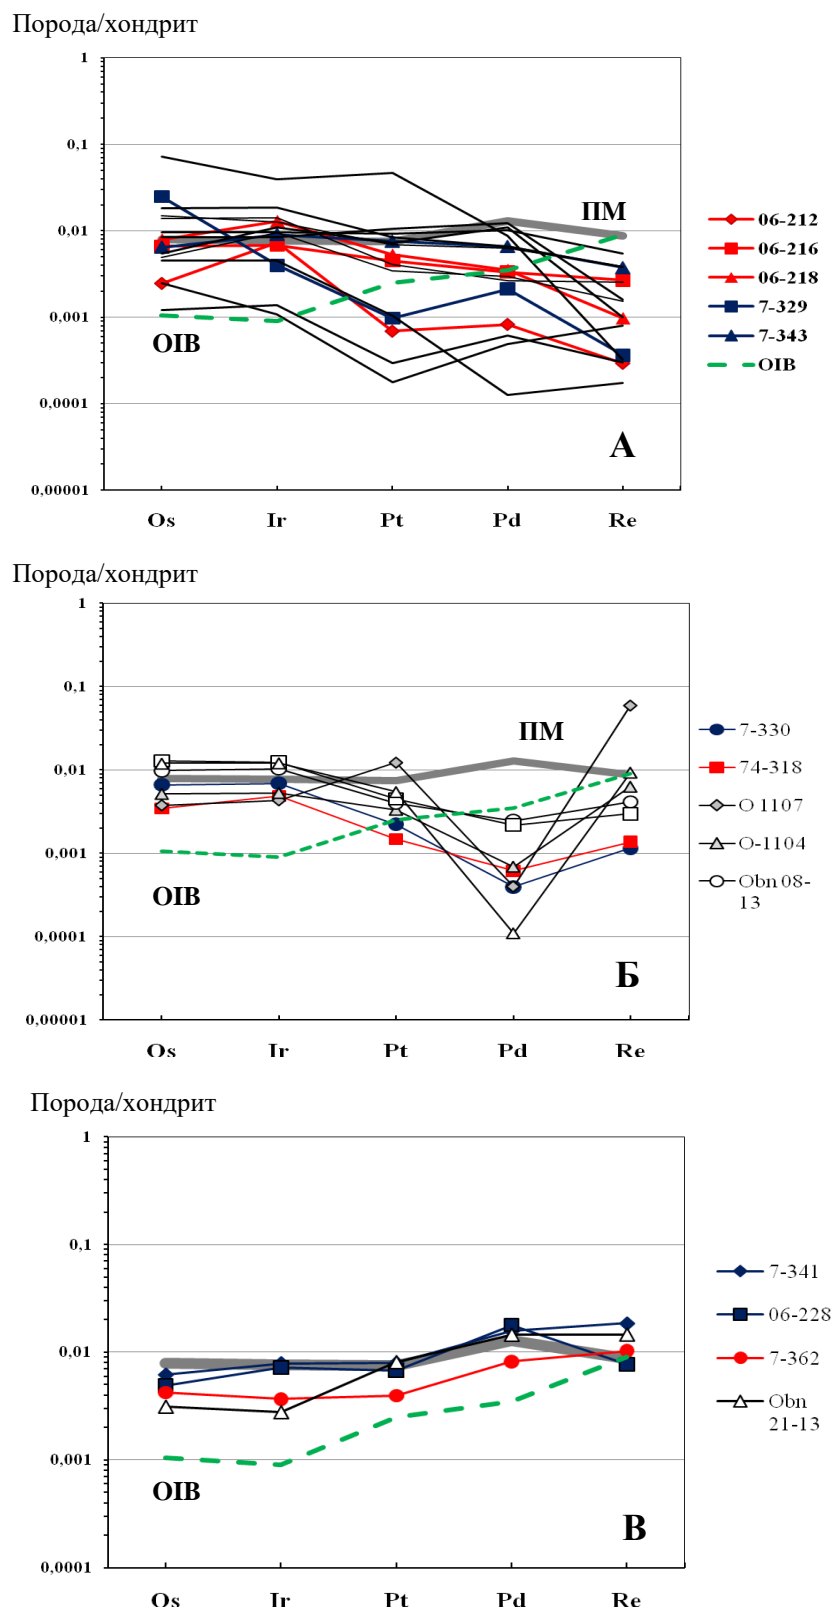 Порода/хондрит
1
0,1
ПМ
0,01
06-212
06-216
06-218
7-329
0,001
7-343
OIB
OIB
0,0001
А
0,00001
Os Ir Pt Pd Re
Порода/хондрит
1
0,1
ПМ
7-330
0,01
74-318
O 1107
0,001
O-1104
OIB
Obn 08-
13
0,0001
Б
0,00001
Os Ir Pt Pd Re
Порода/хондрит
1
0,1
7-341
06-228
0,01
7-362
Obn
21-13
0,001
OIB
В
0,0001
Os Ir Pt Pd Re